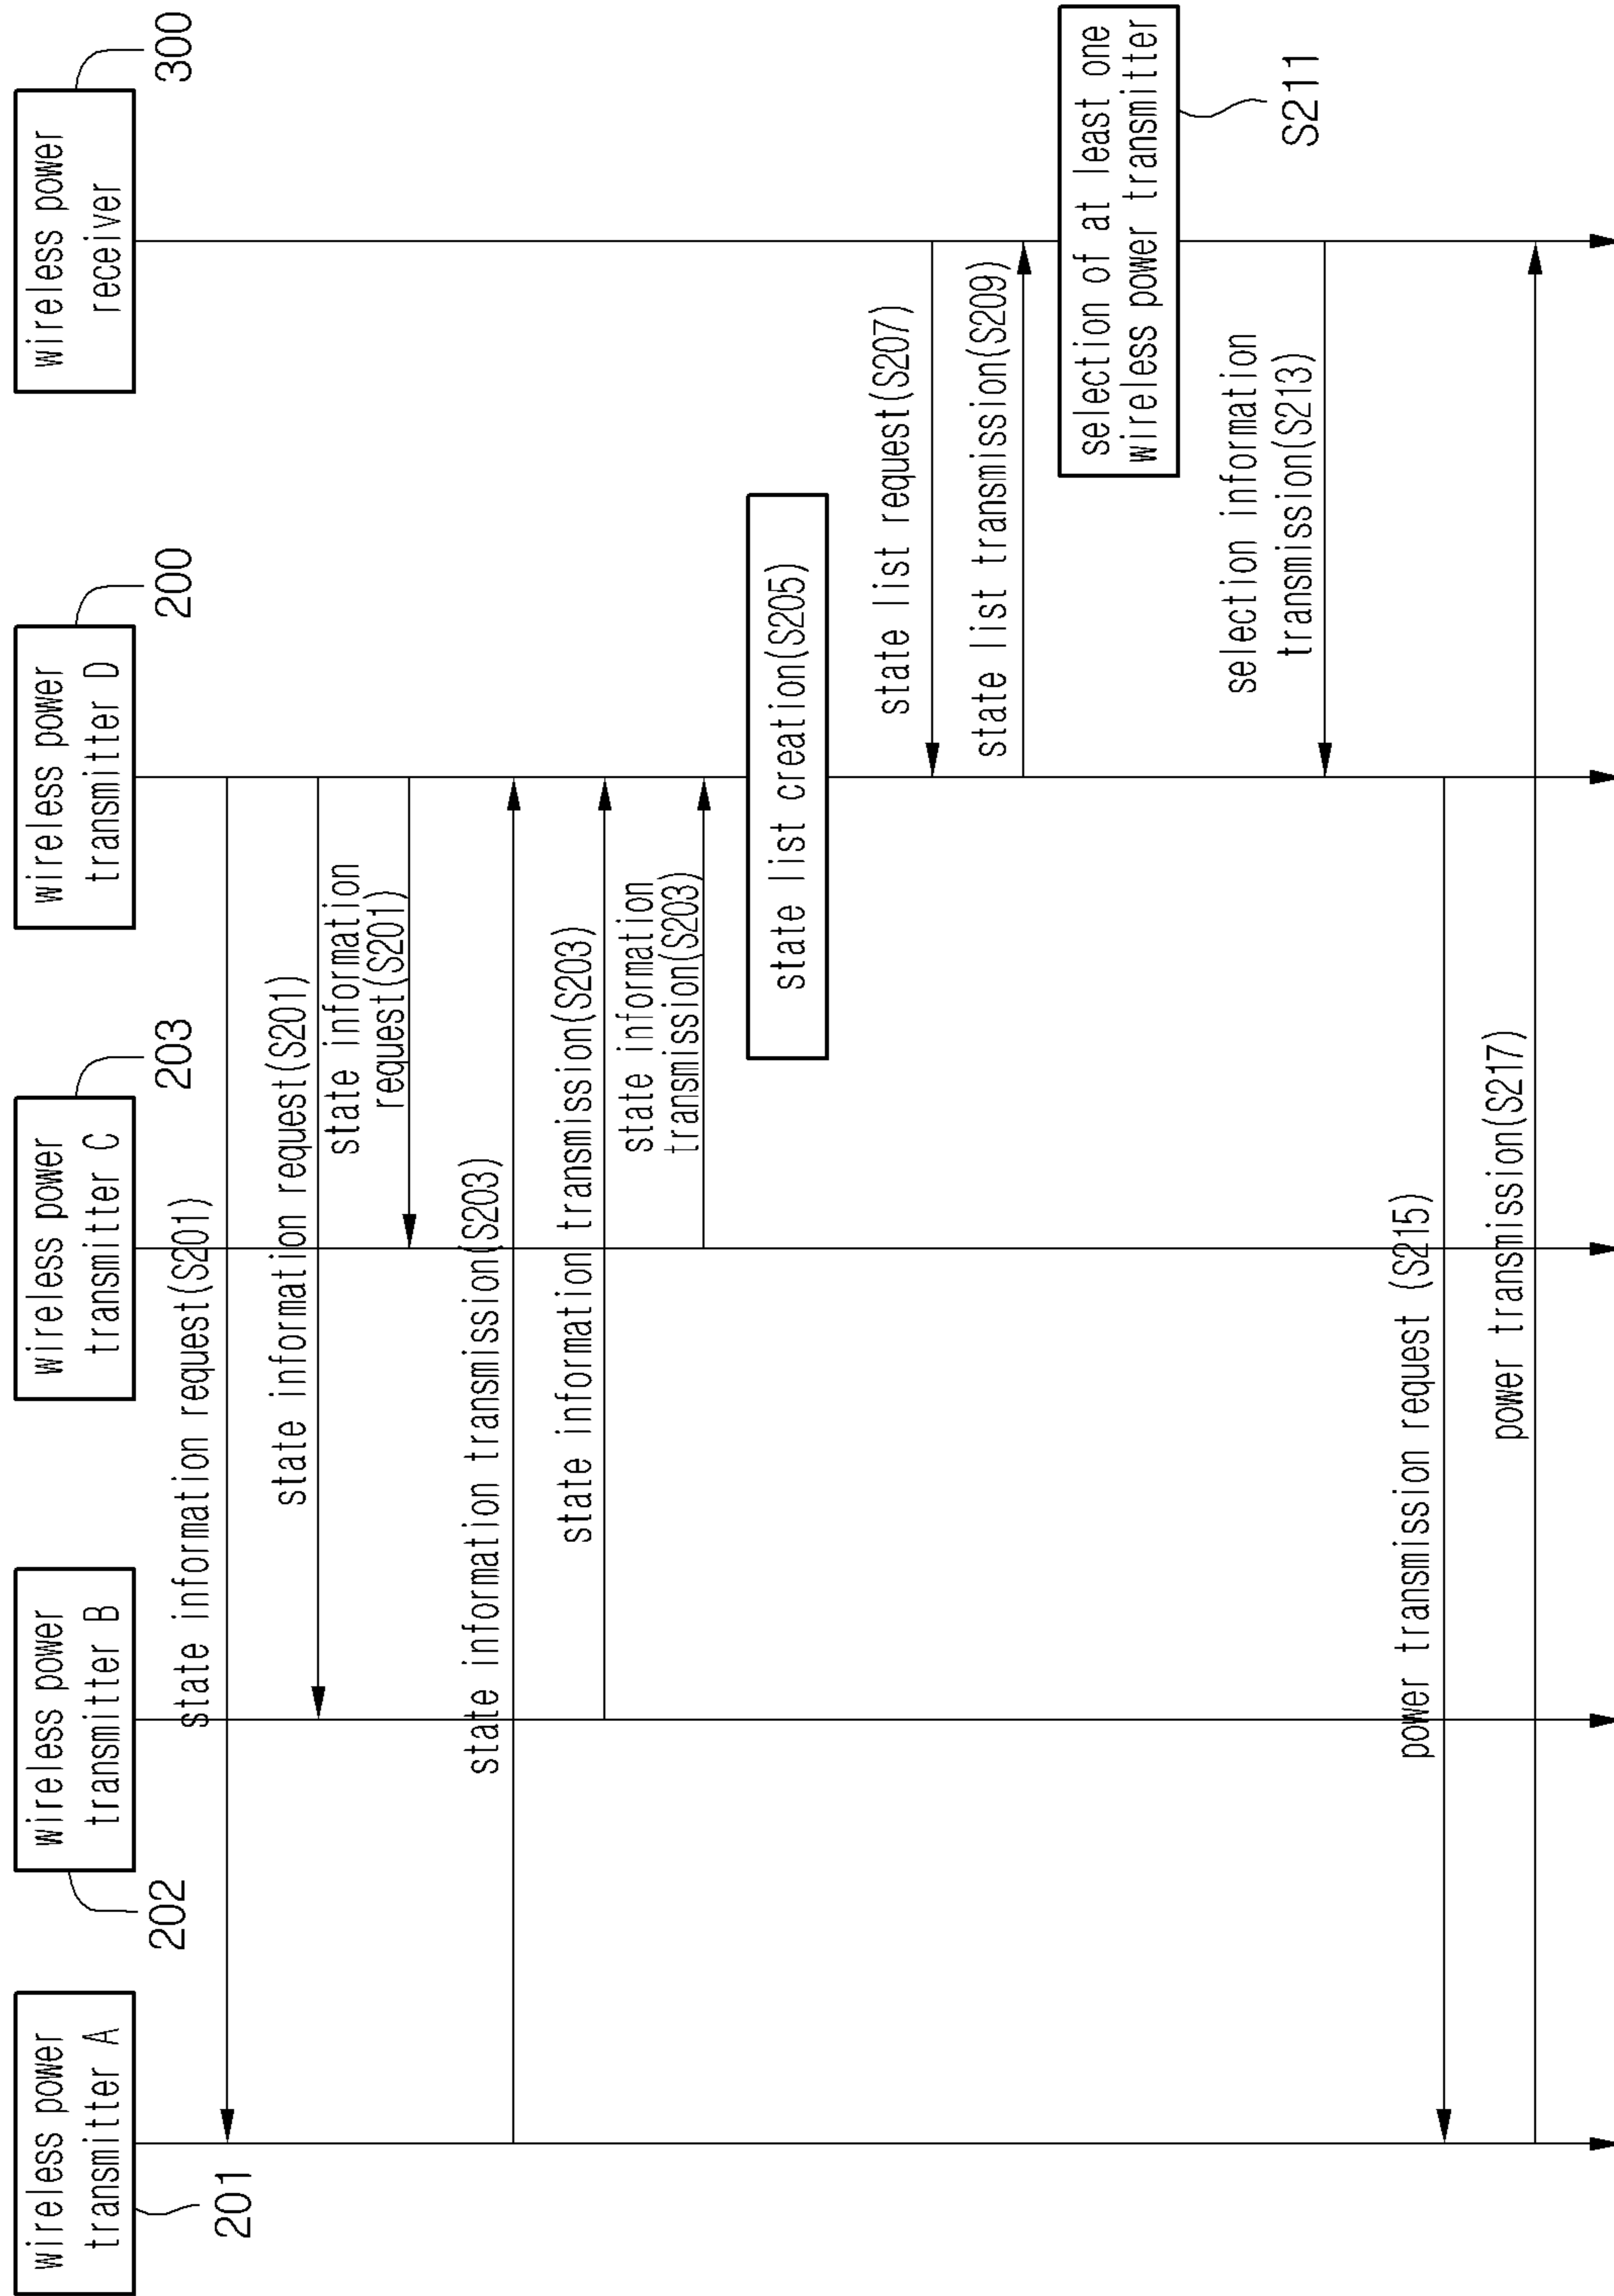 wireless power
transmitter A
201
wireless power
transmitter B
202
wireless power
transmitter C
203
wireless power
transmitter D
200
wireless power
receiver
300
state information request(S201)
state information request(S201)
state information
request(S201)
state information transmission(S203)
state information transmission(S203)
state information
transmission(S203)
state list creation(S205)
state list request(S207)
state list transmission(S209)
selection of at least one
wireless power transmitter
S211
selection information
transmission(S213)
power transmission request (S215)
power transmission(S217)